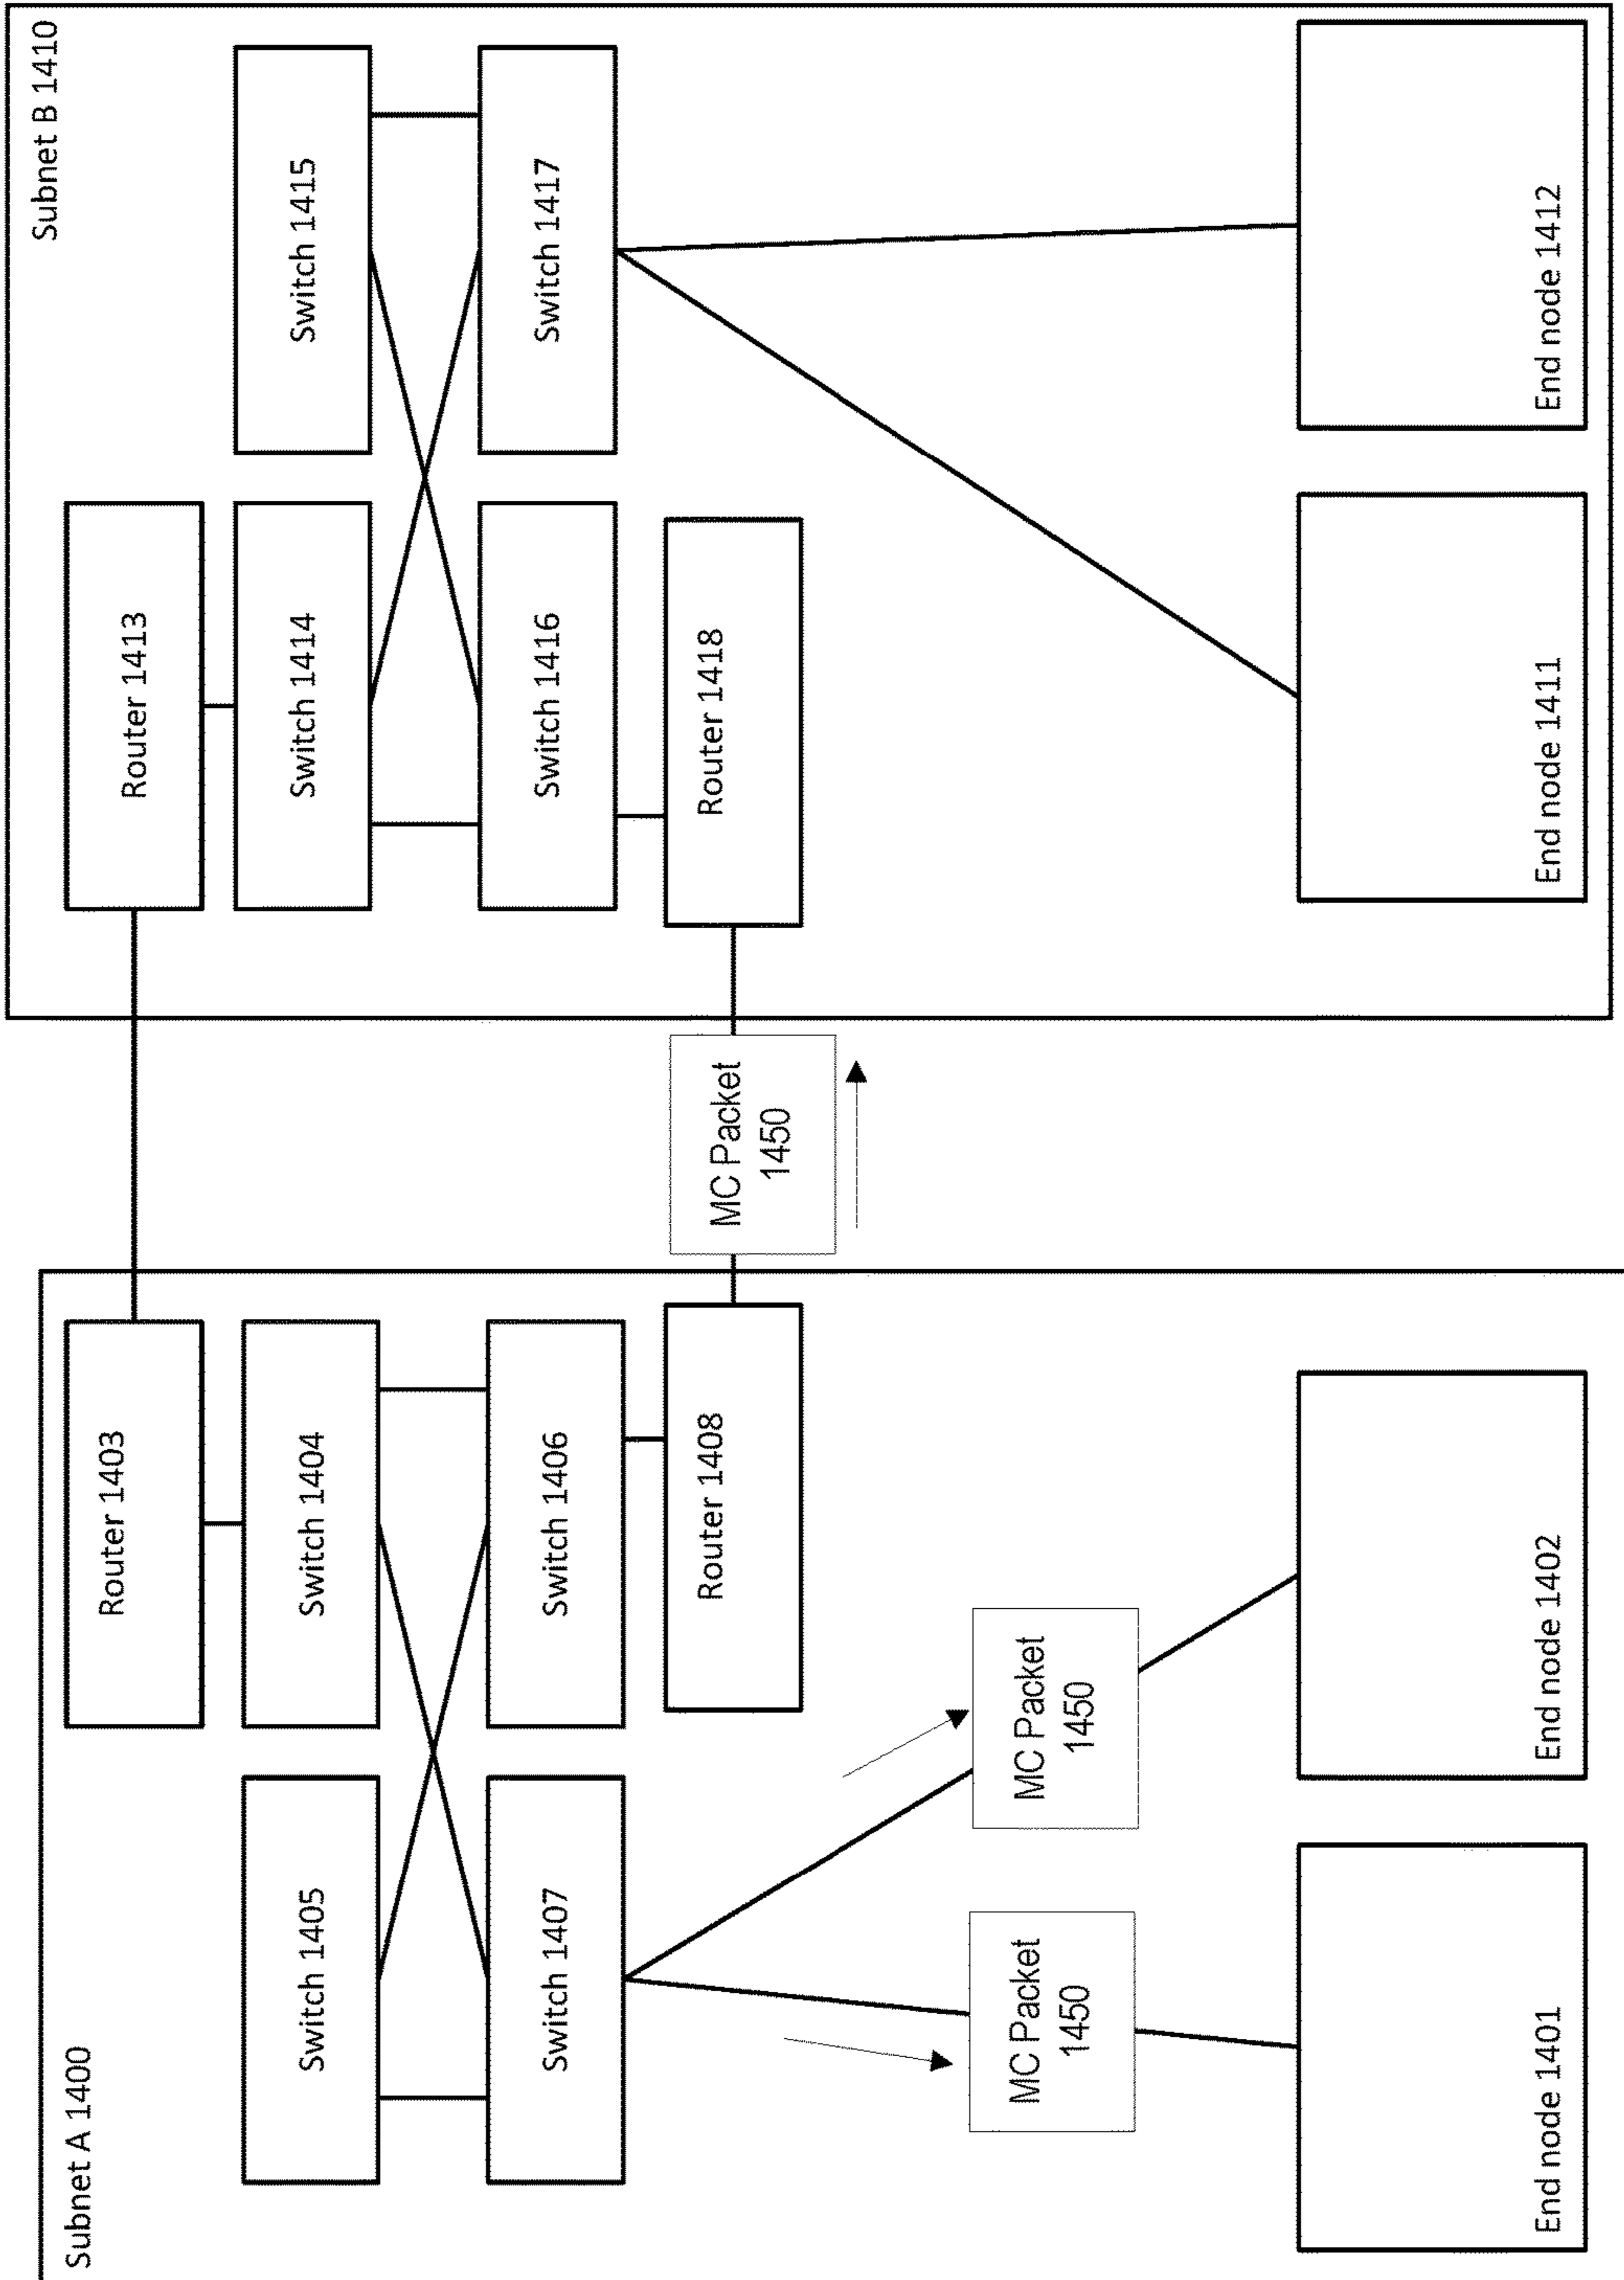 Subnet A 1400
Router 1403
Switch 1405
Switch 1404
Switch 1407
Switch 1406
Router 1408
MC Packet
1450
MC Packet
1450
End node 1401
End node 1402
MC Packet
1450
Subnet B 1410
Router 1413
Switch 1414
Switch 1415
Switch 1416
Switch 1417
Router 1418
End node 1411
End node 1412